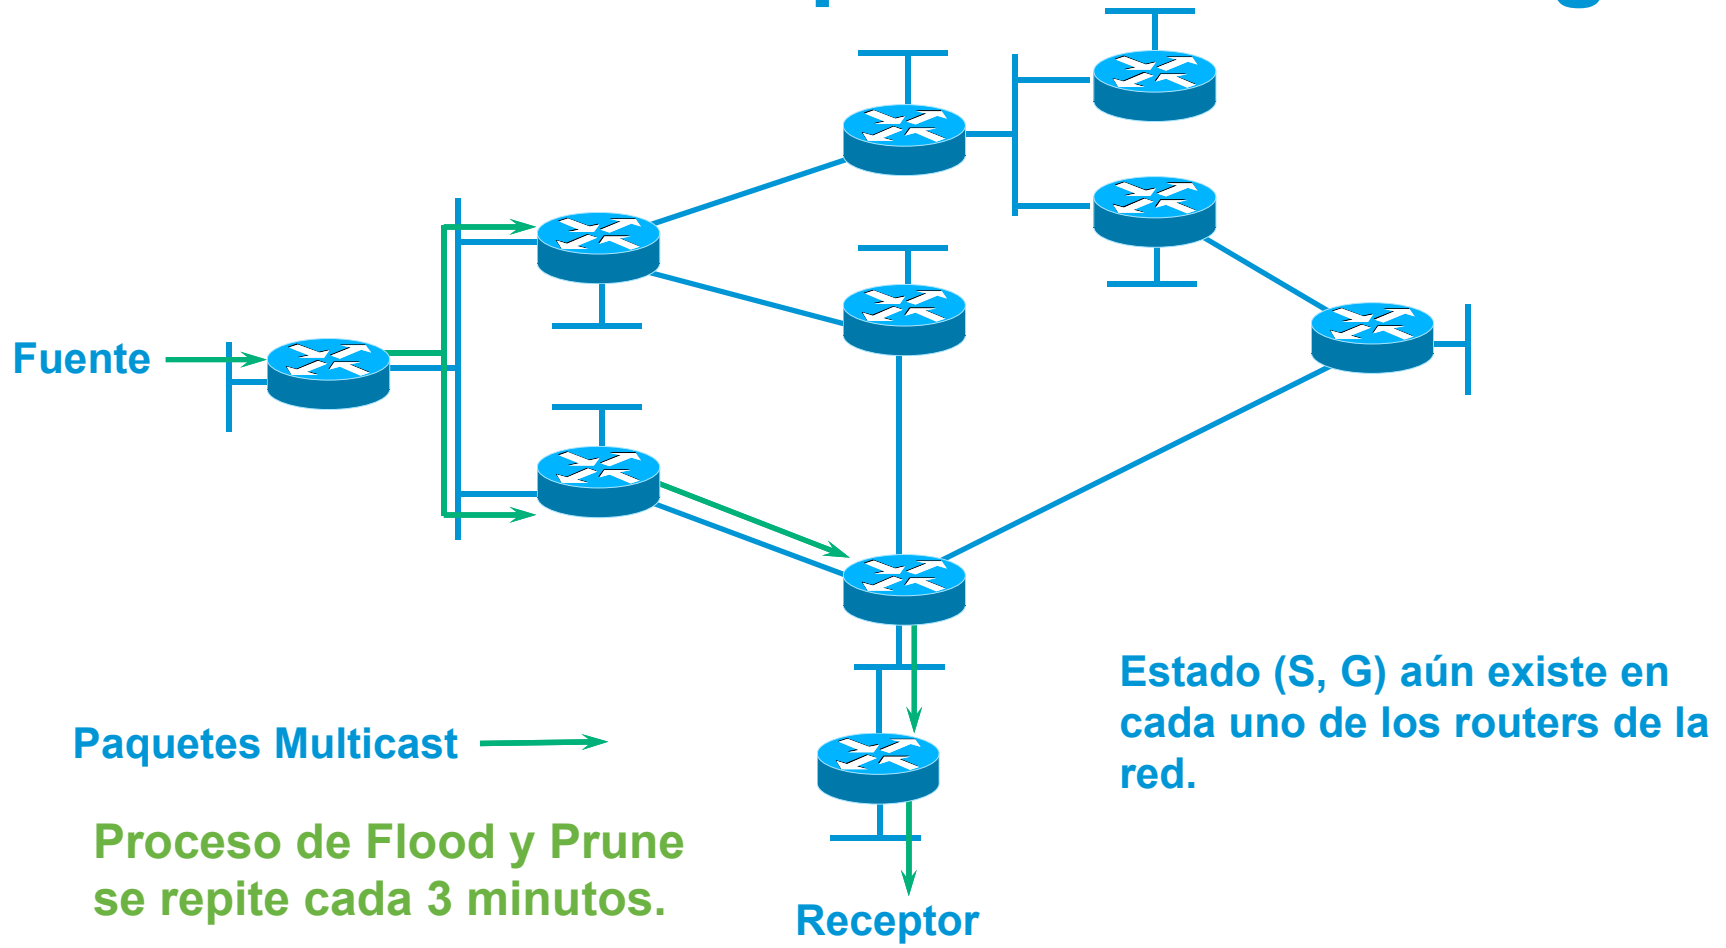 Fuente
Paquetes Multicast
Proceso de Flood y Prune
se repite cada 3 minutos.
Receptor
Estado (S, G) aún existe en
cada uno de los routers de la
red.